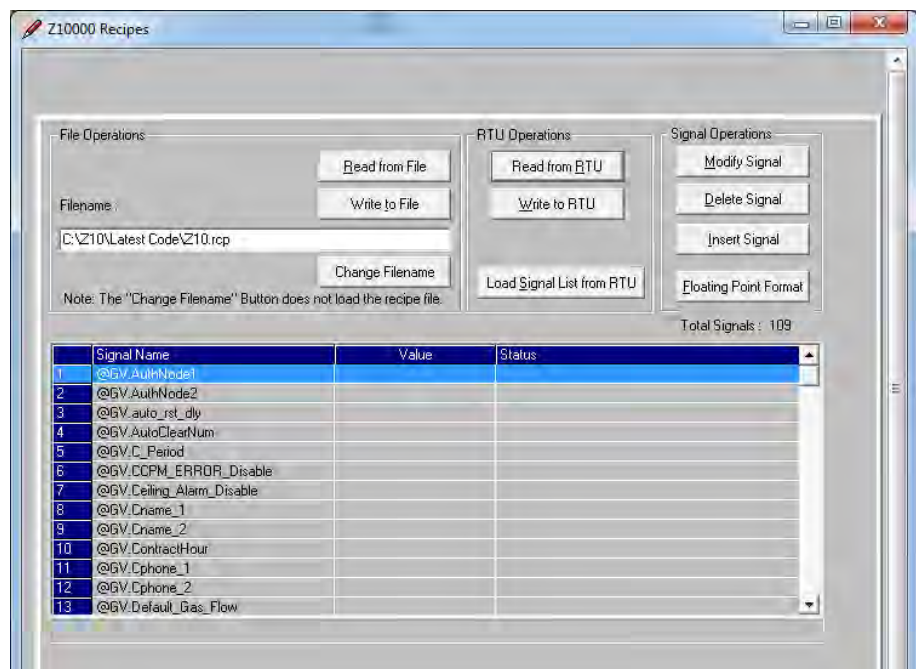 Z10000 Recipes
File Operations
Read from File
Filename
Write to File
C:\Z10\Latest Code\Z10.rcp
Change Filename
Note: The "Change Filename" Button does not load the recipe file.
RTU Operations
Read from RTU
Write to RTU
Load Signal List from RTU
Signal Operations
Modify Signal
Delete Signal
Insert Signal
Floating Point Format
Total Signals : 109
Signal Name Value Status
1 @GV.AuthNode1
2 @GV.AuthNode2
3 @GV.auto_rst_dly
4 @GV.AutoClearNum
5 @GV.C_Period
6 @GV.CCPM_ERROR_Disable
7 @GV.Ceiling_Alarm_Disable
8 @GV.Cname_1
9 @GV.Cname_2
10 @GV.ContractHour
11 @GV.Cphone_1
12 @GV.Cphone_2
13 @GV.Default_Gas_Flow